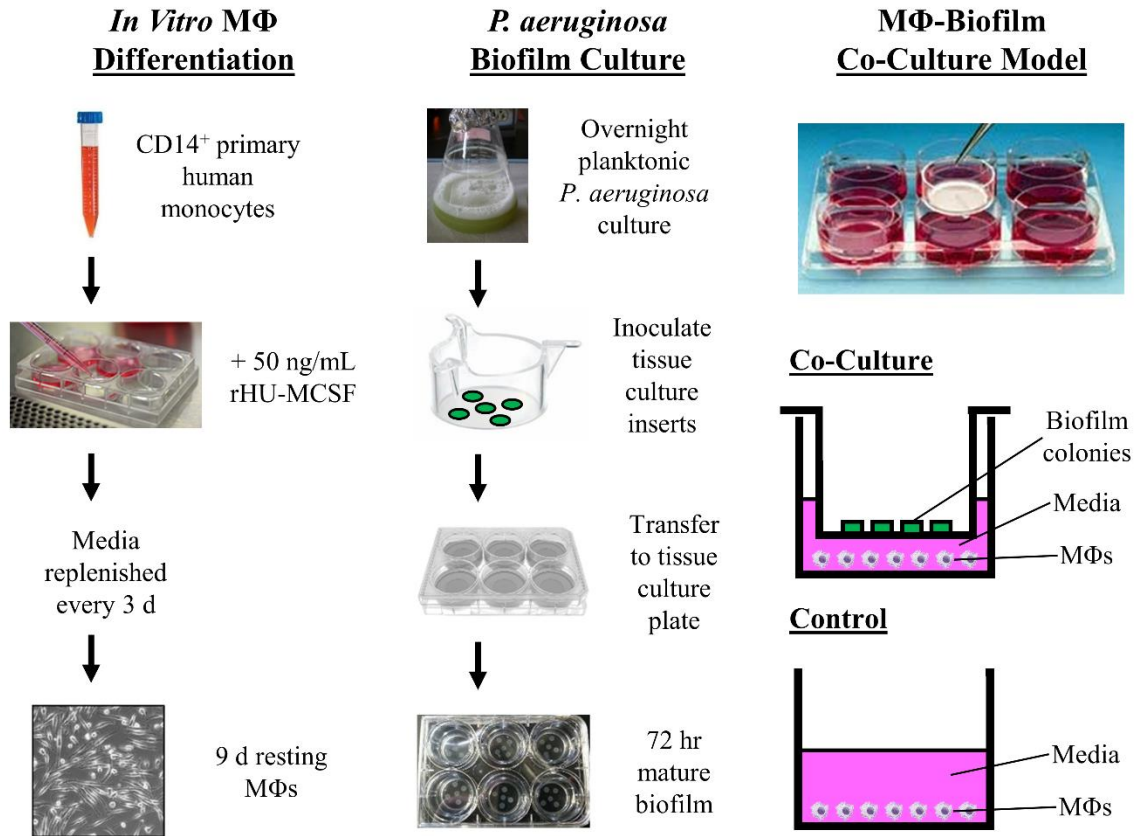 In Vitro MΦ
Differentiation
CD14+ primary
human
monocytes
+ 50 ng/mL
rHU-MCSF
Media
replenished
every 3 d
9 d resting
MΦs
P. aeruginosa
Biofilm Culture
Overnight
planktonic
P. aeruginosa
culture
Inoculate
tissue
culture
inserts
Transfer
to tissue
culture
plate
72 hr
mature
biofilm
MΦ-Biofilm
Co-Culture Model
Co-Culture
Biofilm
colonies
Media
MΦs
Control
Media
MΦs